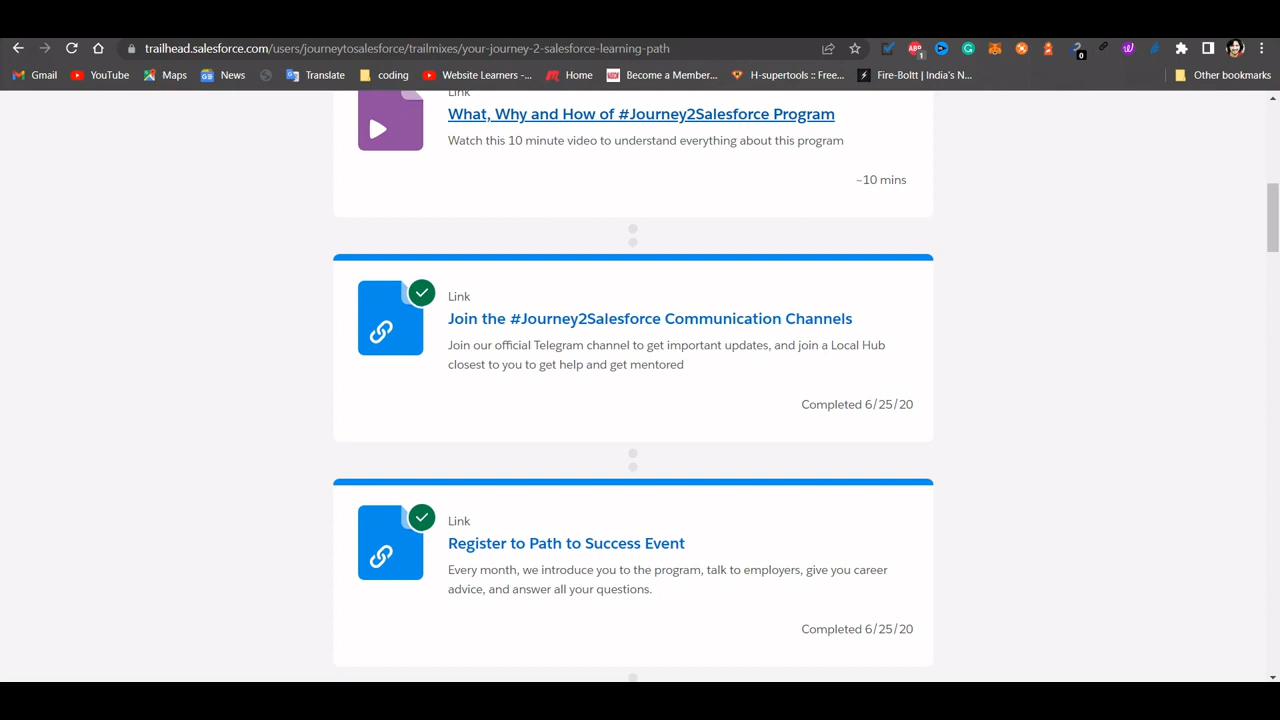 trailhead.salesforce.com/users/journeytosalesforce/trailmixes/your-journey-2-salesforce-learning-path
Gmail YouTube Maps News Translate coding Website Learners -... Home Become a Member... H-supertools :: Free... Fire-Boltt | India's N... Other bookmarks
ABP 1 0
Link
What, Why and How of #Journey2Salesforce Program
Watch this 10 minute video to understand everything about this program
~10 mins
Link
Join the #Journey2Salesforce Communication Channels
Join our official Telegram channel to get important updates, and join a Local Hub
closest to you to get help and get mentored
Completed 6/25/20
Link
Register to Path to Success Event
Every month, we introduce you to the program, talk to employers, give you career
advice, and answer all your questions.
Completed 6/25/20